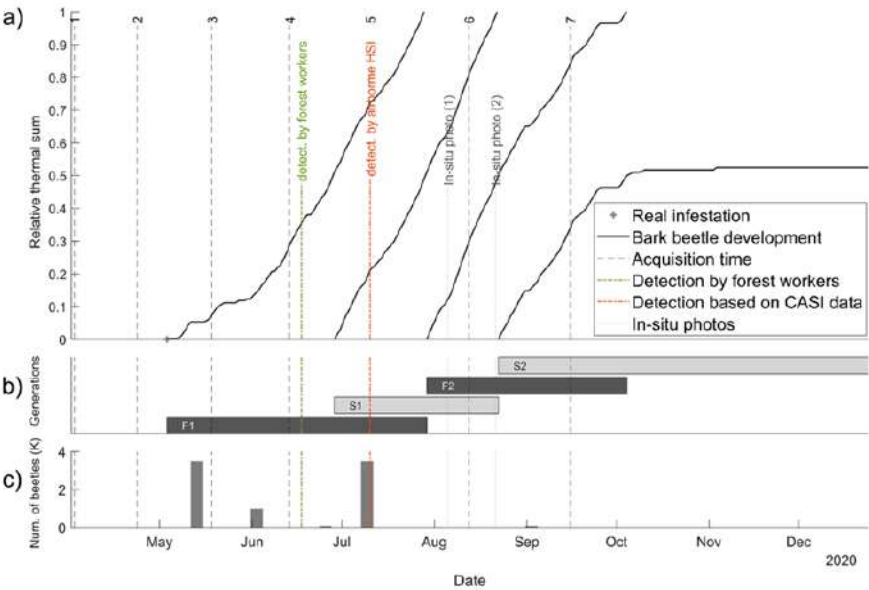 a)
1
2
3
4
5
6
7
detect. by forest workers
detect. by airborme HSI
In-situ photo (1)
In-situ photo (2)
Relative thermal sum
1
0.9
0.8
0.7
0.6
0.5
0.4
0.3
0.2
0.1
0
Real infestation
Bark beetle development
Acquisition time
Detection by forest workers
Detection based on CASI data
In-situ photos
b)
Generations
S2
F2
S1
F1
c)
Num. of beetles (K)
4
2
0
May Jun Jul Aug Sep Oct Nov Dec
2020
Date